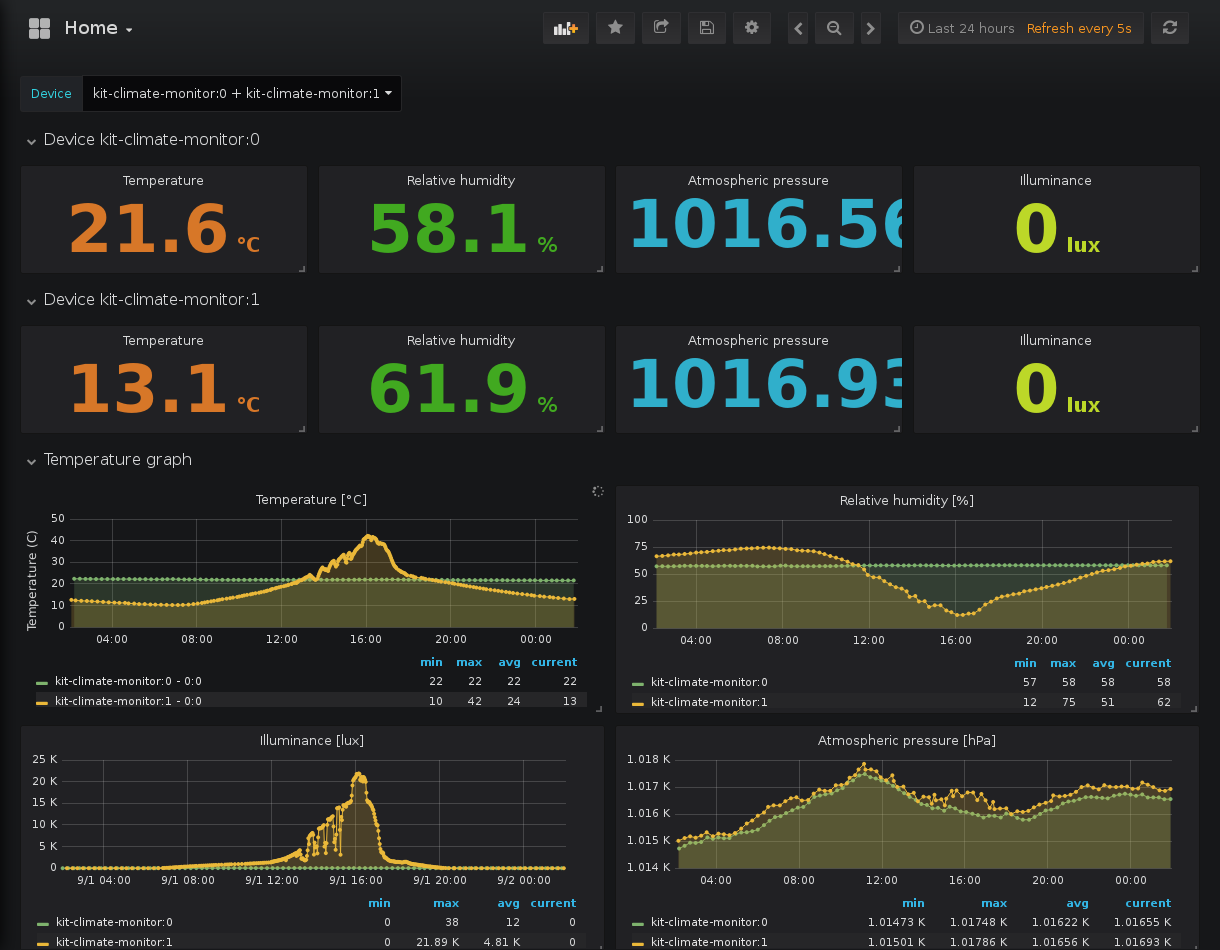 Home
Last 24 hours Refresh every 5s
Device kit-climate-monitor:0 + kit-climate-monitor:1
Device kit-climate-monitor:0
Temperature Relative humidity Atmospheric pressure Illuminance
21.6 °C 58.1 % 1016.56 0 lux
Device kit-climate-monitor:1
Temperature Relative humidity Atmospheric pressure Illuminance
13.1 °C 61.9 % 1016.93 0 lux
Temperature graph
Temperature [°C]
Temperature (C)
50
40
30
20
10
0
04:00 08:00 12:00 16:00 20:00 00:00
min max avg current
kit-climate-monitor:0 - 0:0 22 22 22 22
kit-climate-monitor:1 - 0:0 10 42 24 13
Relative humidity [%]
100
75
50
25
0
04:00 08:00 12:00 16:00 20:00 00:00
min max avg current
kit-climate-monitor:0 57 58 58 58
kit-climate-monitor:1 12 75 51 62
Illuminance [lux]
25 K
20 K
15 K
10 K
5 K
0
9/1 04:00 9/1 08:00 9/1 12:00 9/1 16:00 9/1 20:00 9/2 00:00
min max avg current
kit-climate-monitor:0 0 38 12 0
kit-climate-monitor:1 0 21.89 K 4.81 K 0
Atmospheric pressure [hPa]
1.018 K
1.017 K
1.016 K
1.015 K
1.014 K
04:00 08:00 12:00 16:00 20:00 00:00
min max avg current
kit-climate-monitor:0 1.01473 K 1.01748 K 1.01622 K 1.01655 K
kit-climate-monitor:1 1.01501 K 1.01786 K 1.01656 K 1.01693 K